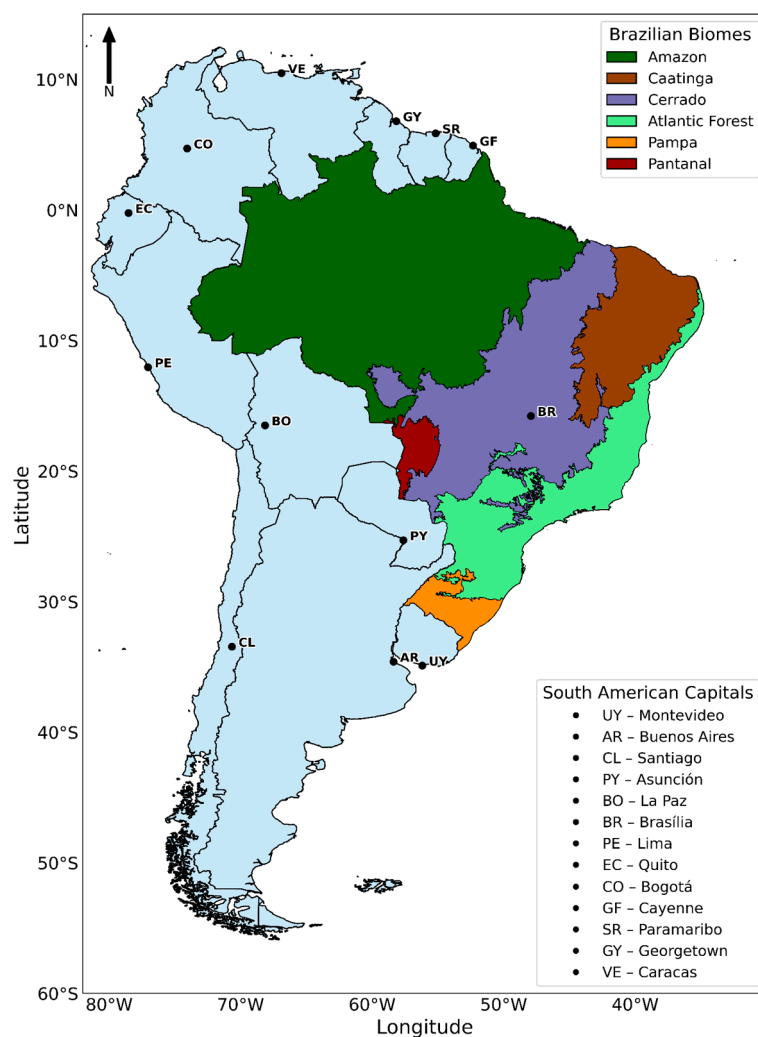 Brazilian Biomes
Amazon
Caatinga
Cerrado
Atlantic Forest
Pampa
Pantanal
N
VE
GY
SR
GF
CO
EC
PE
BO
BR
PY
CL
AR
UY
10°N
0°N
10°S
20°S
30°S
40°S
50°S
60°S
Latitude
South American Capitals
UY – Montevideo
AR – Buenos Aires
CL – Santiago
PY – Asunción
BO – La Paz
BR – Brasília
PE – Lima
EC – Quito
CO – Bogotá
GF – Cayenne
SR – Paramaribo
GY – Georgetown
VE – Caracas
80°W 70°W 60°W 50°W 40°W
Longitude